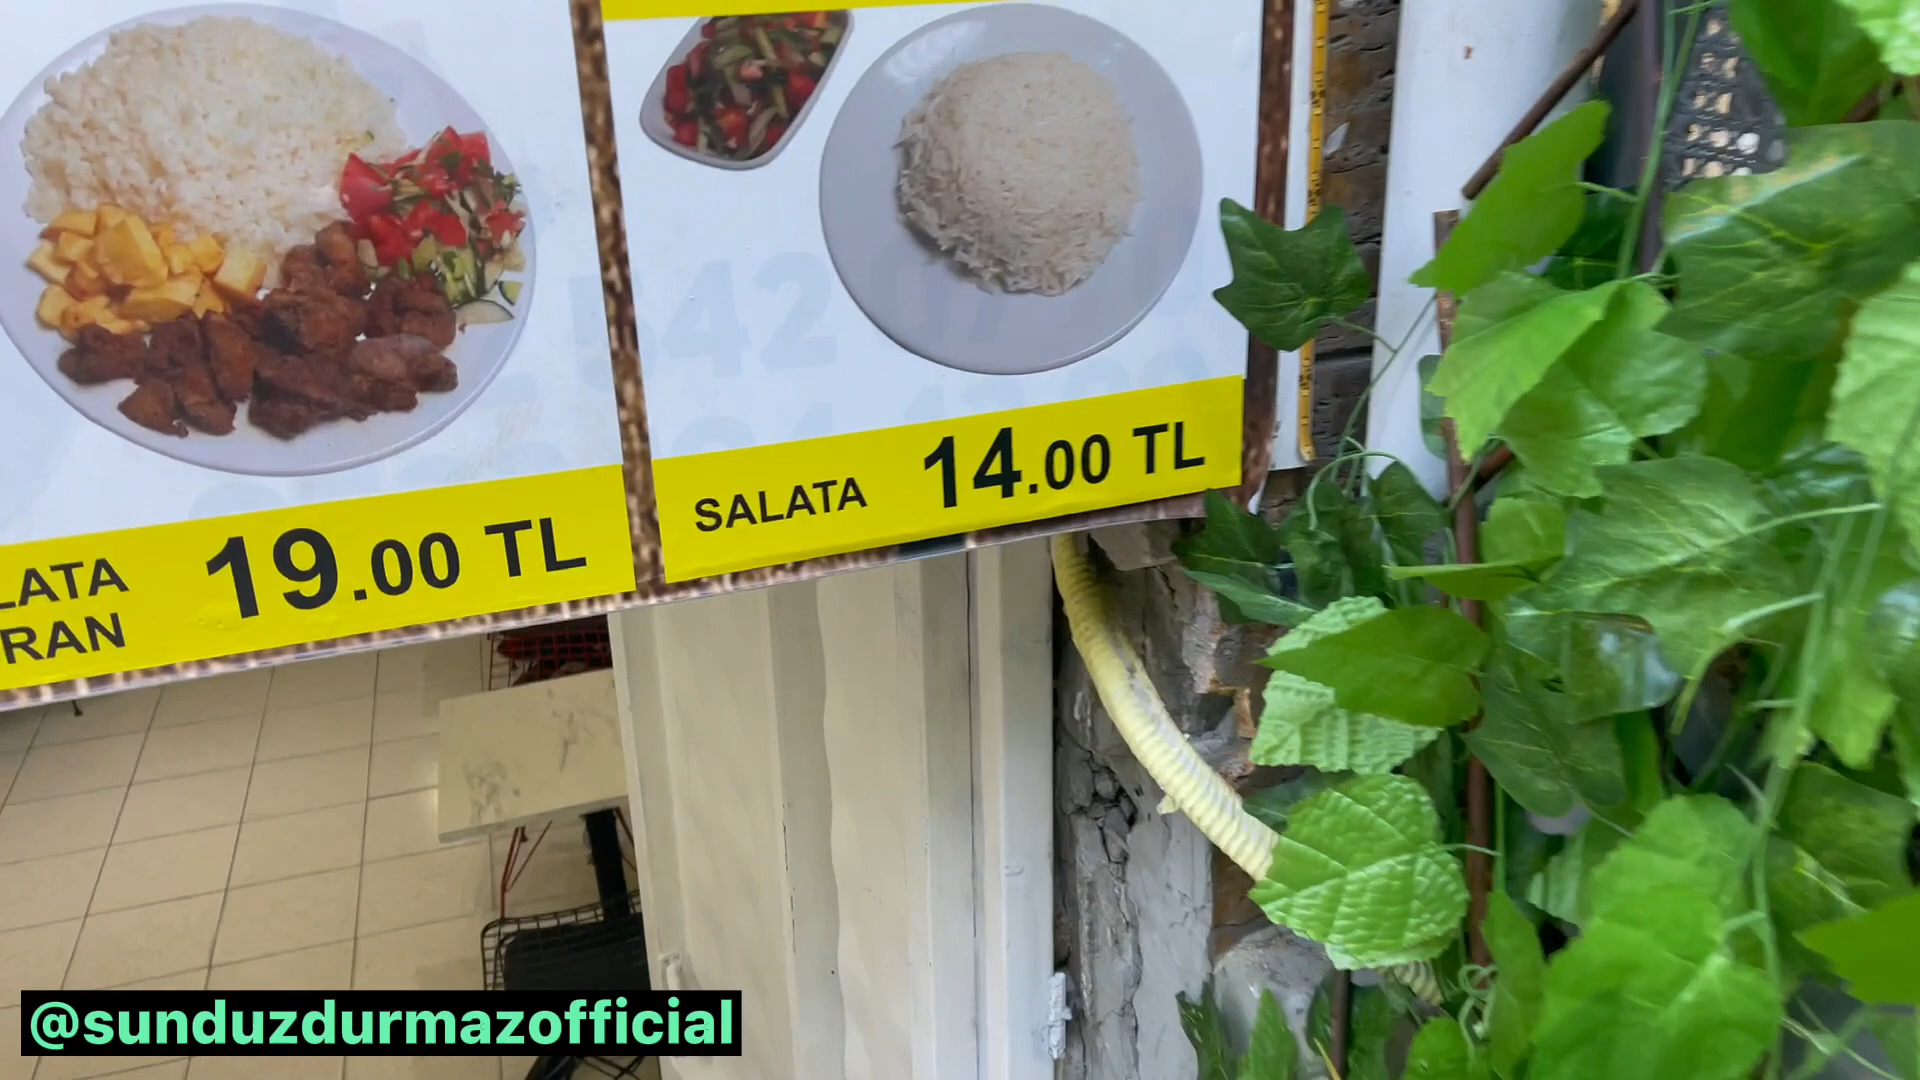 LATA
RAN
19.00 TL
SALATA 14.00 TL
@sunduzdurmazofficial